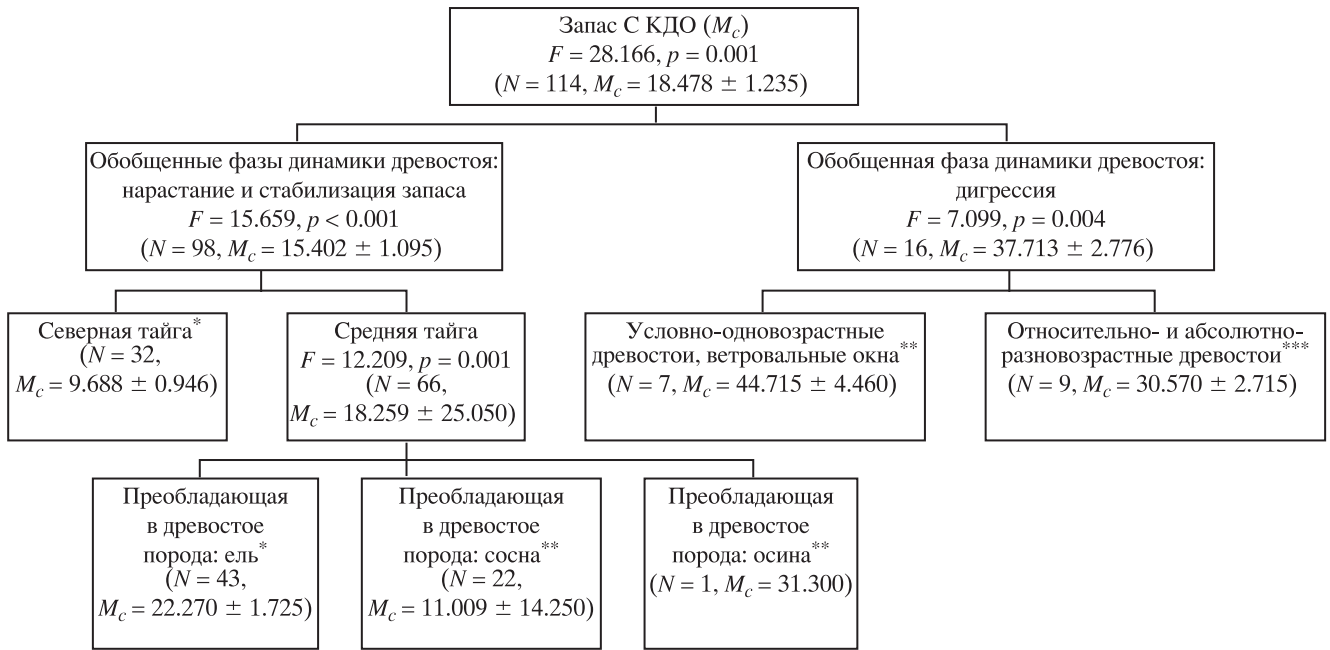 Запас С КДО (Mc)
F = 28.166, p = 0.001
(N = 114, Mc = 18.478 ± 1.235)
Обобщенные фазы динамики древостоя:
нарастание и стабилизация запаса
F = 15.659, p < 0.001
(N = 98, Mc = 15.402 ± 1.095)
Обобщенная фаза динамики древостоя:
дигрессия
F = 7.099, p = 0.004
(N = 16, Mc = 37.713 ± 2.776)
Северная тайга*
(N = 32,
Mc = 9.688 ± 0.946)
Средняя тайга
F = 12.209, p = 0.001
(N = 66,
Mc = 18.259 ± 25.050)
Условно-одновозрастные
древостои, ветровальные окна**
(N = 7, Mc = 44.715 ± 4.460)
Относительно- и абсолютно-
разновозрастные древостои***
(N = 9, Mc = 30.570 ± 2.715)
Преобладающая
в древостое
порода: ель*
(N = 43,
Mc = 22.270 ± 1.725)
Преобладающая
в древостое
порода: сосна**
(N = 22,
Mc = 11.009 ± 14.250)
Преобладающая
в древостое
порода: осина**
(N = 1, Mc = 31.300)